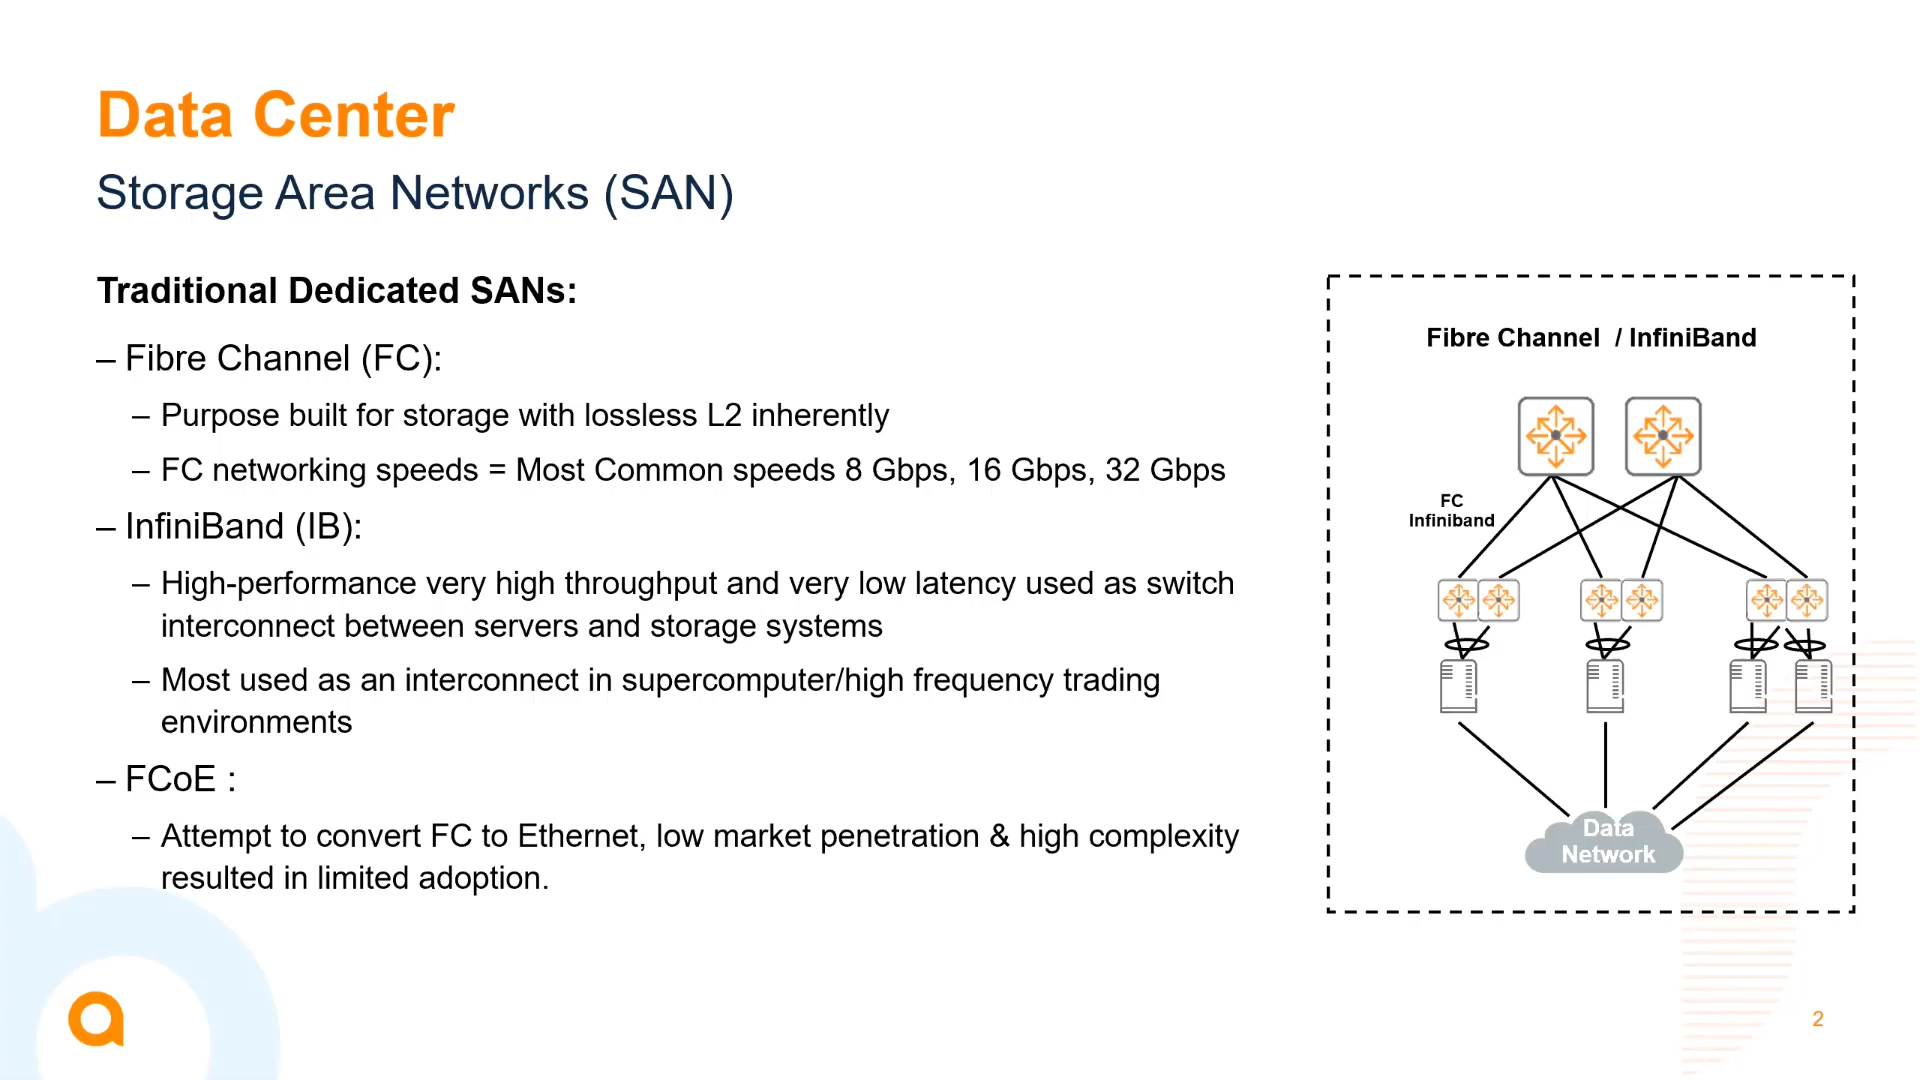 Data Center
Storage Area Networks (SAN)
Traditional Dedicated SANs:
– Fibre Channel (FC):
– Purpose built for storage with lossless L2 inherently
– FC networking speeds = Most Common speeds 8 Gbps, 16 Gbps, 32 Gbps
– InfiniBand (IB):
– High-performance very high throughput and very low latency used as switch
interconnect between servers and storage systems
– Most used as an interconnect in supercomputer/high frequency trading
environments
– FCoE :
– Attempt to convert FC to Ethernet, low market penetration & high complexity
resulted in limited adoption.
Fibre Channel / InfiniBand
FC
Infiniband
Data
Network
2